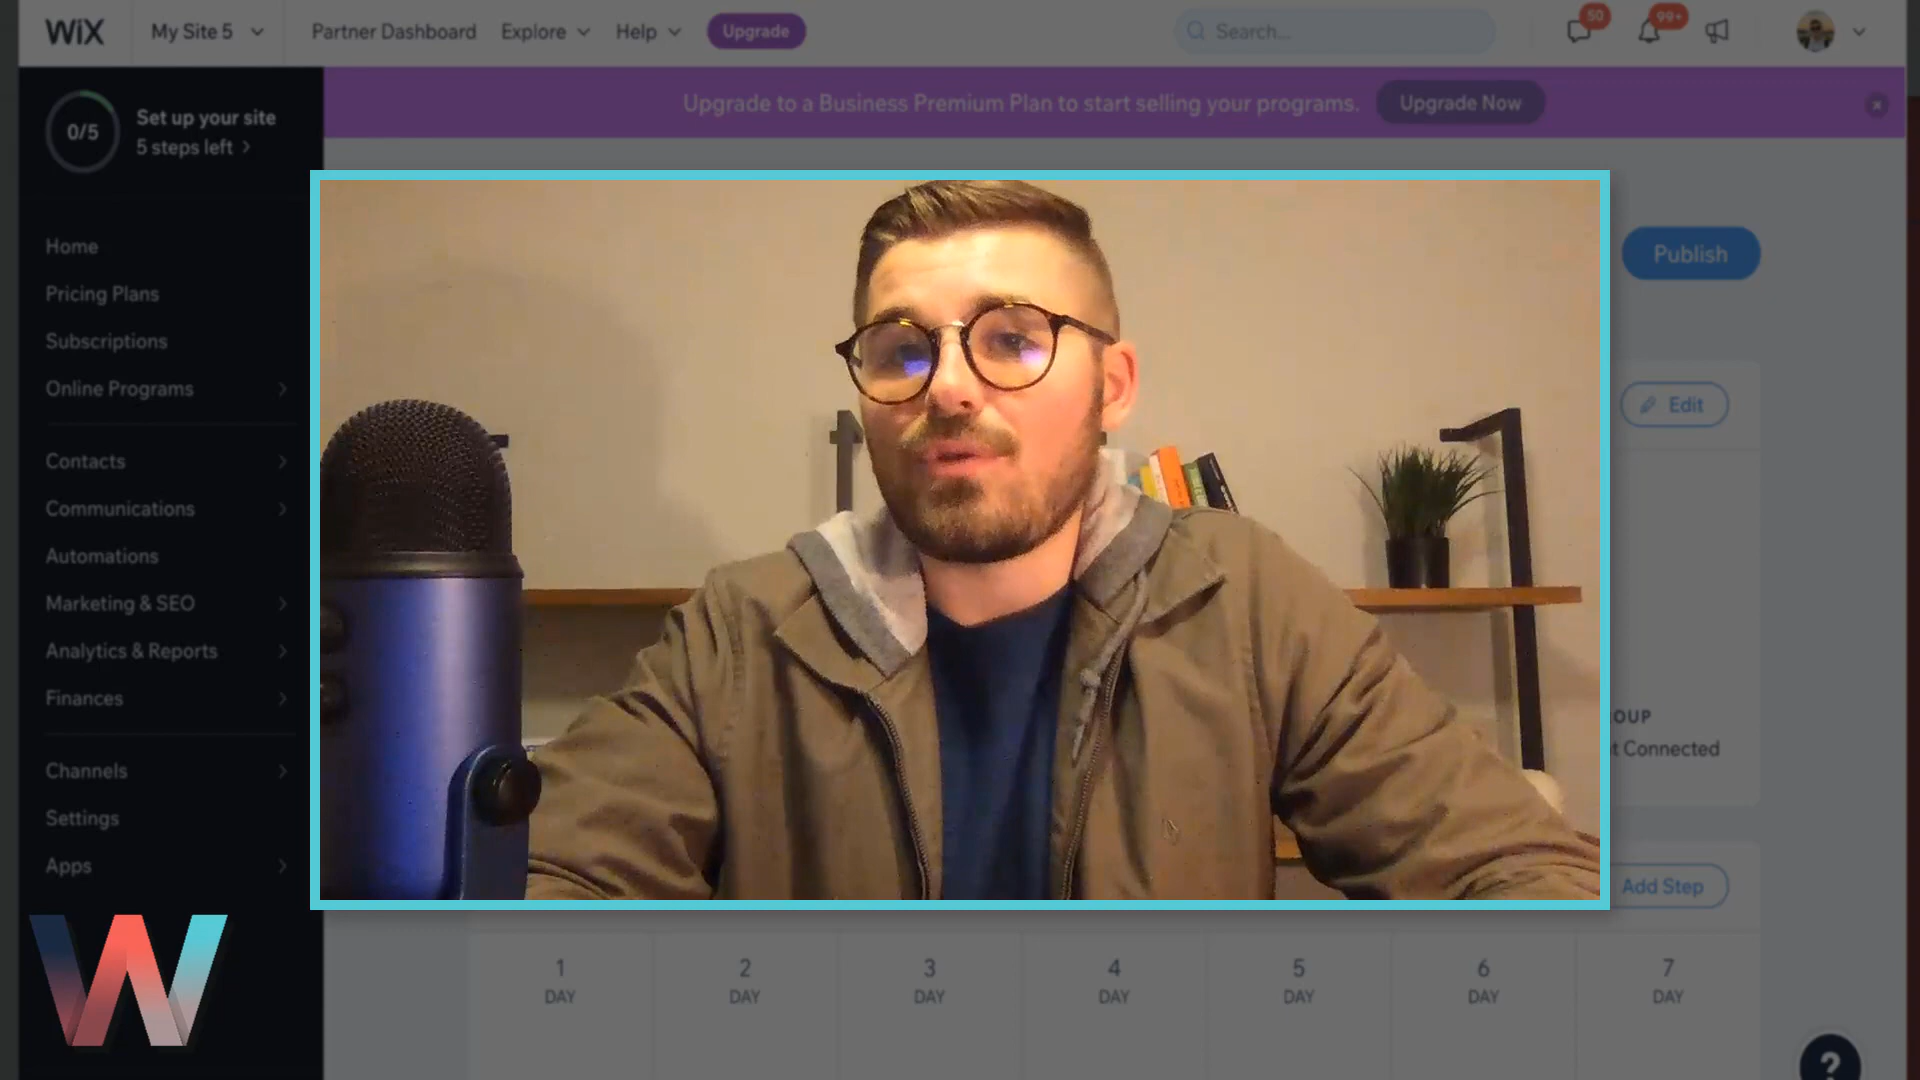 WiX My Site 5 Partner Dashboard Explore Help Upgrade Search... 50 99+
0/5 Set up your site
5 steps left
Upgrade to a Business Premium Plan to start selling your programs. Upgrade Now
Home
Pricing Plans
Subscriptions
Online Programs
Contacts
Communications
Automations
Marketing & SEO
Analytics & Reports
Finances
Channels
Settings
Apps
Publish
Edit
OUP
t Connected
Add Step
W
1 2 3 4 5 6 7
DAY DAY DAY DAY DAY DAY DAY
?